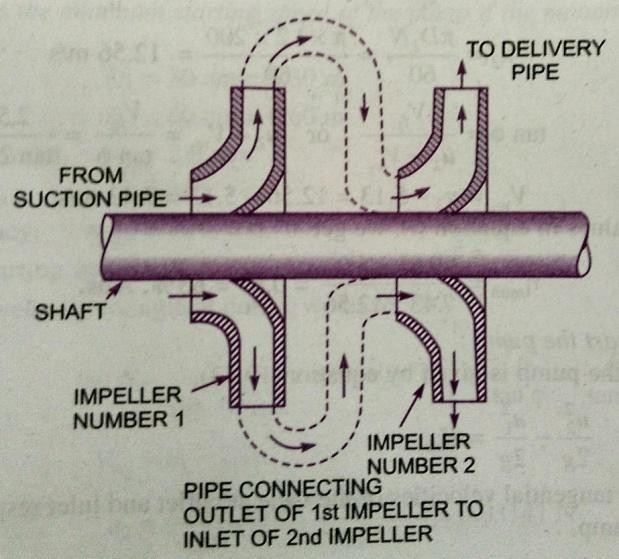 TO DELIVERY
PIPE
FROM
SUCTION PIPE
SHAFT
IMPELLER
NUMBER 1
IMPELLER
NUMBER 2
PIPE CONNECTING
OUTLET OF 1st IMPELLER TO
INLET OF 2nd IMPELLER